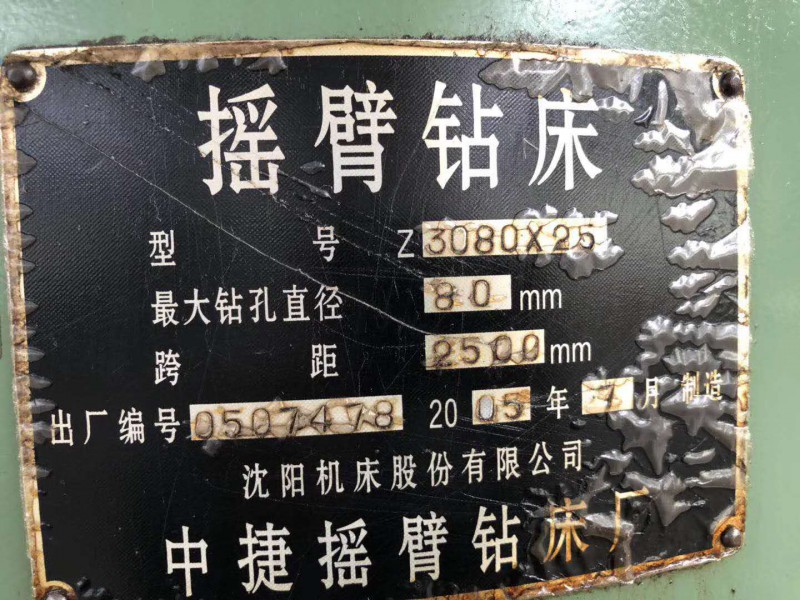 摇臂钻床
型号 Z3080X25
最大钻孔直径 80 mm
跨距 2500mm
出厂编号 0507478 2005年7月制造
沈阳机床股份有限公司
中捷摇臂钻床厂